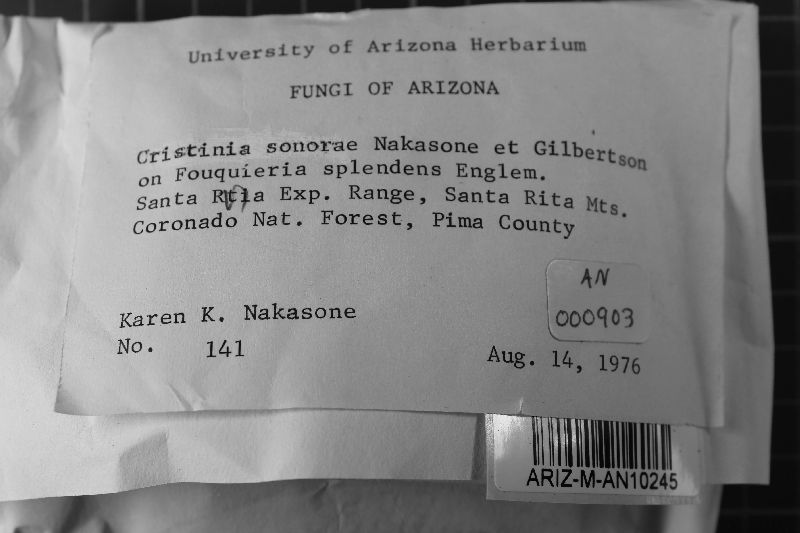 University of Arizona Herbarium
FUNGI OF ARIZONA
Cristinia sonorae Nakasone et Gilbertson
on Fouquieria splendens Englem.
Santa Rtia Exp. Range, Santa Rita Mts.
Coronado Nat. Forest, Pima County
AN
000903
Karen K. Nakasone
No. 141
Aug. 14, 1976
ARIZ-M-AN10245